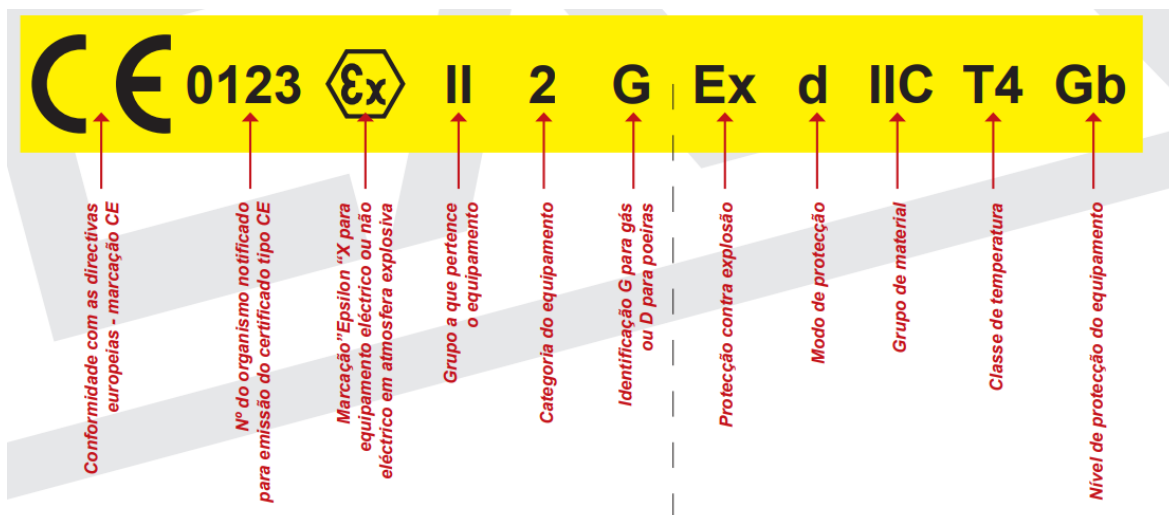 CE 0123 Ex II 2 G Ex d IIC T4 Gb
Conformidade com as directivas
europeias - marcação CE
Nº do organismo notificado
para emissão do certificado tipo CE
Marcação"Epsilon “X para
equipamento eléctrico ou não
eléctrico em atmosfera explosiva
Grupo a que pertence
o equipamento
Categoria do equipamento
Identificação G para gás
ou D para poeiras
Protecção contra explosão
Modo de protecção
Grupo de material
Classe de temperatura
Nível de protecção do equipamento